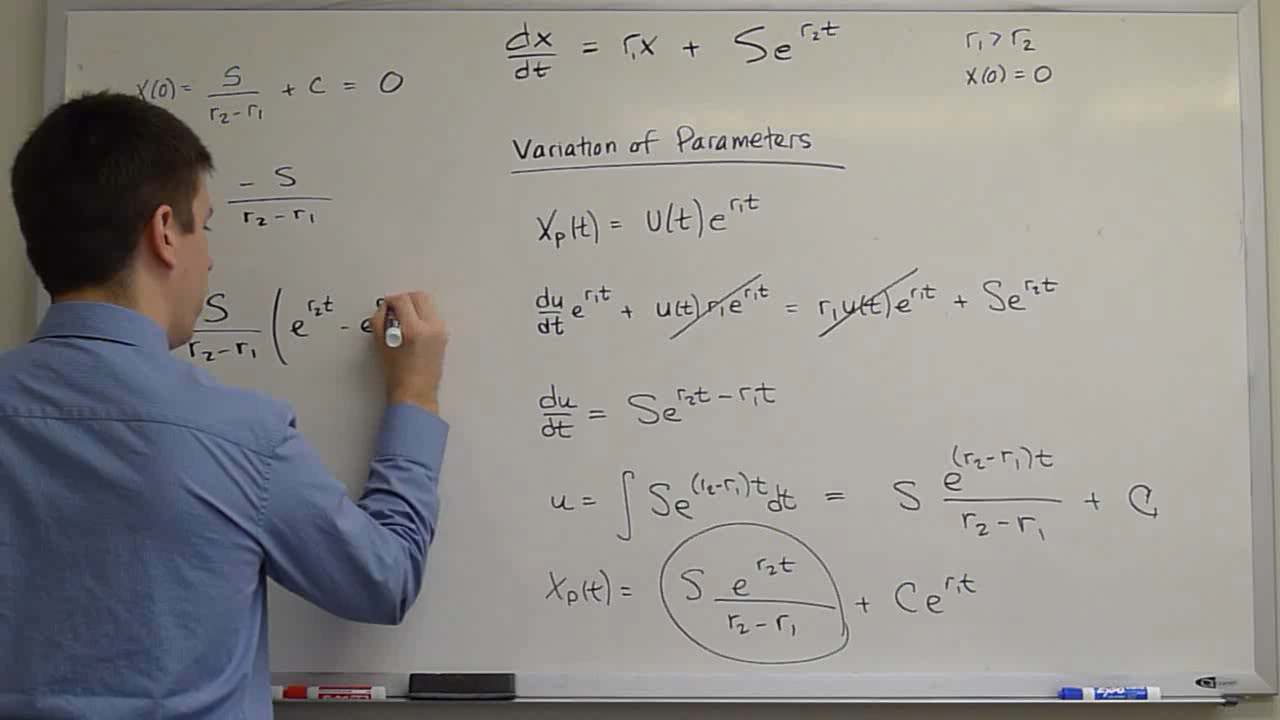 dx/dt = r₁x + Se^{r₂t}
r₁ > r₂
x(0) = 0
x(0) = S/(r₂-r₁) + C = 0
- S/(r₂-r₁)
S/(r₂-r₁) (e^{r₂t} - e^{r
Variation of Parameters
Xₚ(t) = U(t)e^{r₁t}
du/dt e^{r₁t} + u(t)r₁e^{r₁t} = r₁u(t)e^{r₁t} + Se^{r₂t}
du/dt = Se^{r₂t - r₁t}
u = ∫ Se^{(r₂-r₁)t}dt = S e^{(r₂-r₁)t}/(r₂-r₁) + C
Xₚ(t) = S e^{r₂t}/(r₂-r₁) + Ce^{r₁t}
EXPO